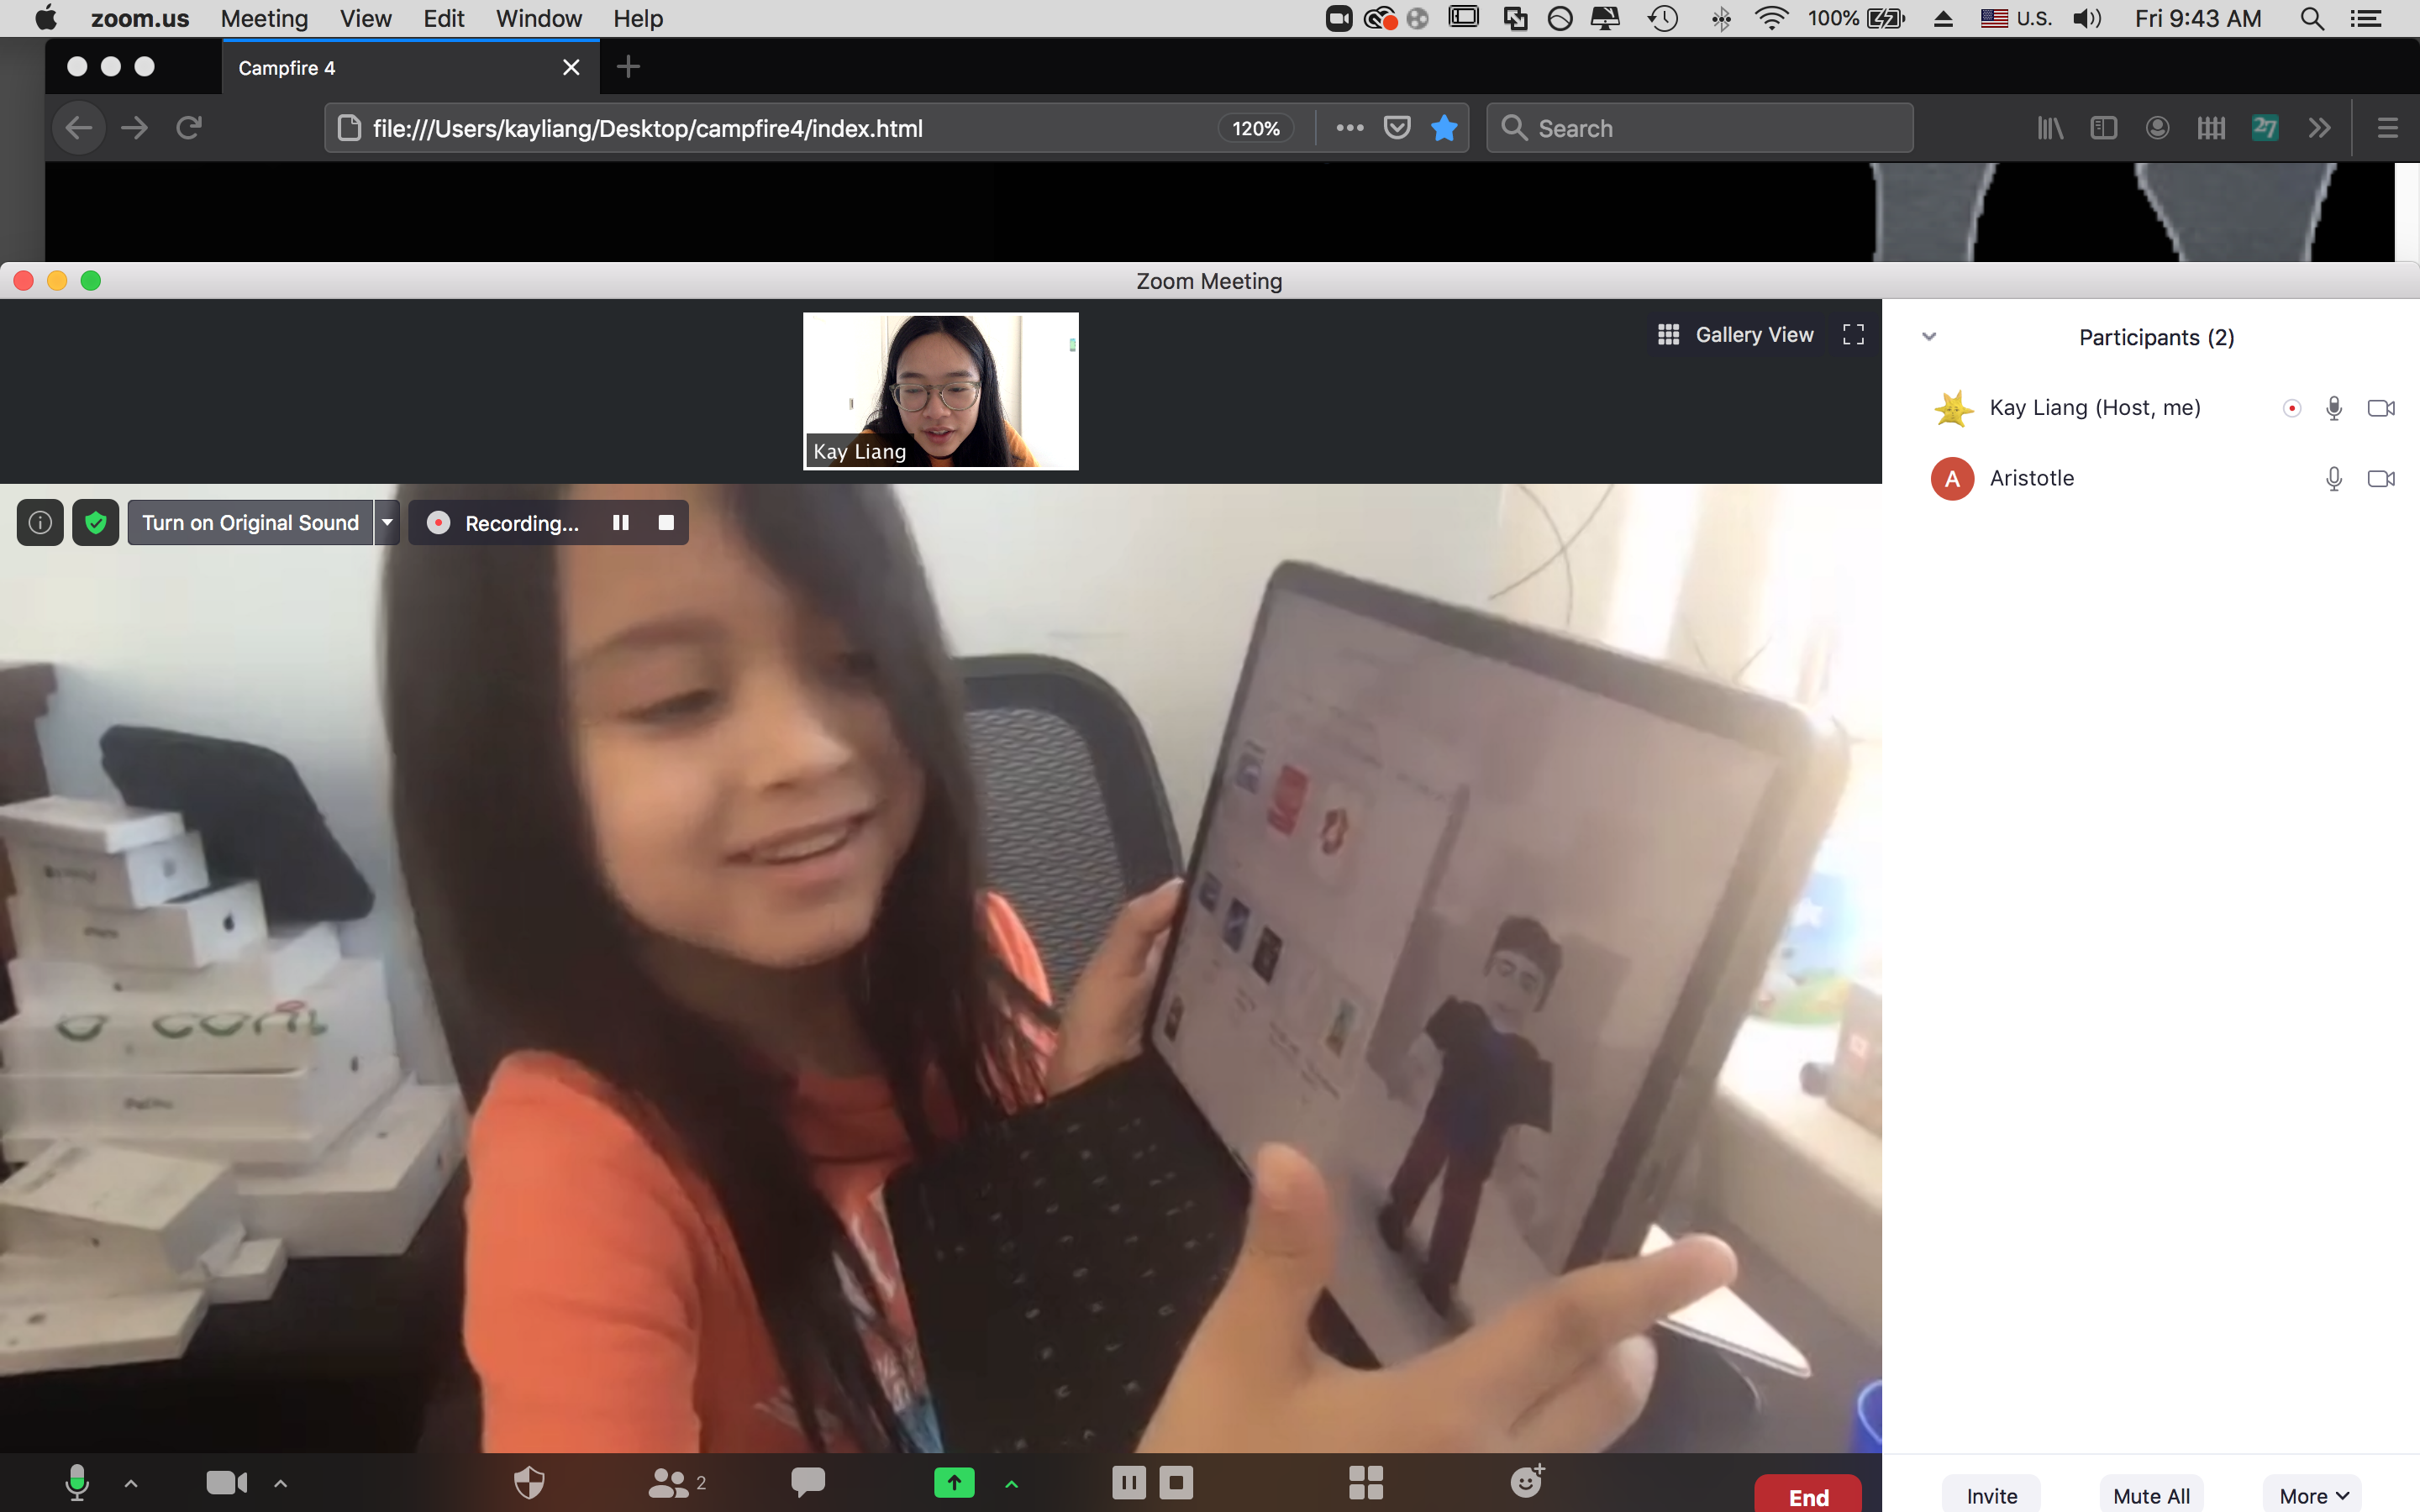 zoom.us Meeting View Edit Window Help 100% U.S. Fri 9:43 AM
Campfire 4
file:///Users/kayliang/Desktop/campfire4/index.html 120% Search 27
Zoom Meeting
Gallery View
Kay Liang
Turn on Original Sound Recording...
Participants (2)
Kay Liang (Host, me)
A Aristotle
2
End
Invite Mute All More